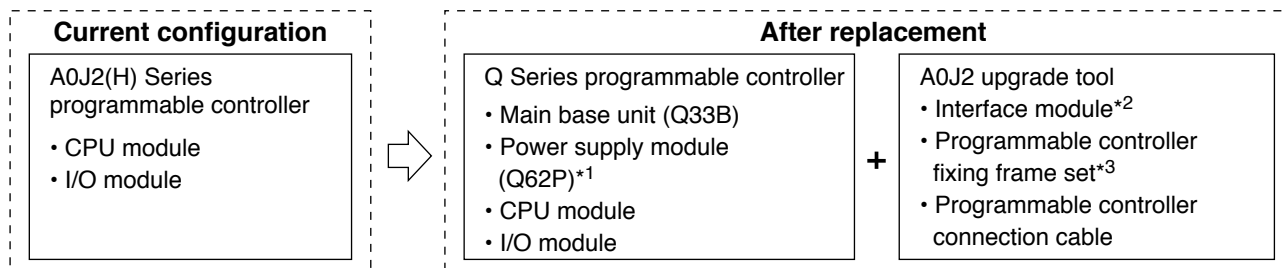 Current configuration
A0J2(H) Series
programmable controller
• CPU module
• I/O module
After replacement
Q Series programmable controller
• Main base unit (Q33B)
• Power supply module
(Q62P)*1
• CPU module
• I/O module
+
A0J2 upgrade tool
• Interface module*2
• Programmable controller
fixing frame set*3
• Programmable controller
connection cable